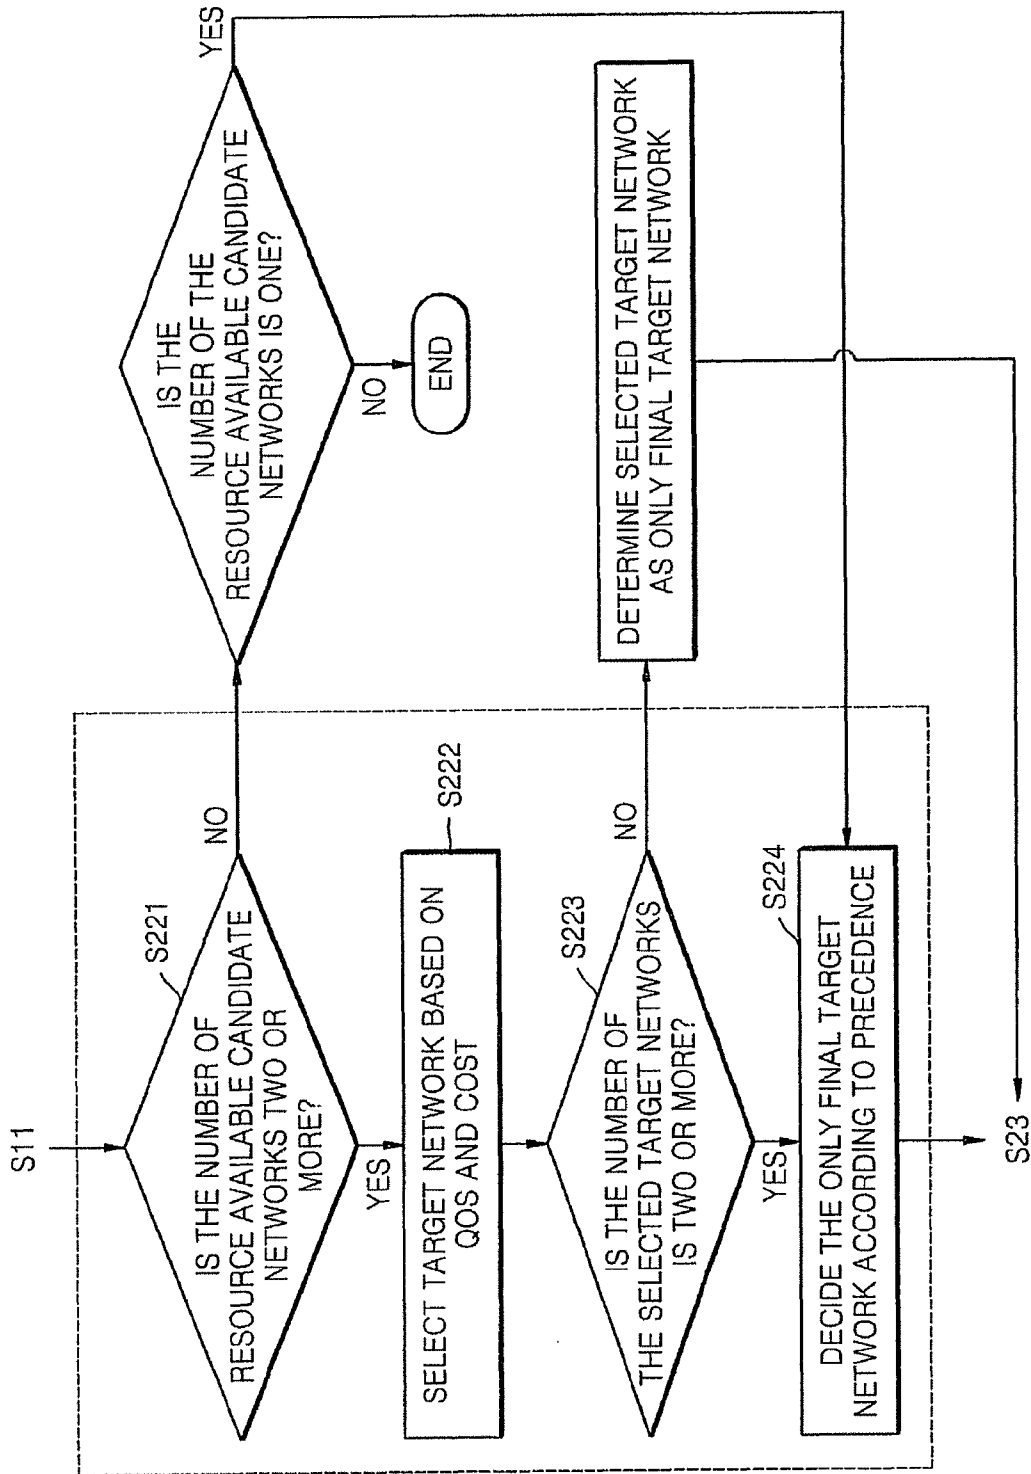 S11
IS THE NUMBER OF
RESOURCE AVAILABLE CANDIDATE
NETWORKS TWO OR
MORE?
S221
NO
YES
IS THE
NUMBER OF THE
RESOURCE AVAILABLE CANDIDATE
NETWORKS IS ONE?
YES
NO
END
SELECT TARGET NETWORK BASED ON
QOS AND COST
S222
IS THE NUMBER OF
THE SELECTED TARGET NETWORKS
IS TWO OR MORE?
S223
NO
YES
DETERMINE SELECTED TARGET NETWORK
AS ONLY FINAL TARGET NETWORK
DECIDE THE ONLY FINAL TARGET
NETWORK ACCORDING TO PRECEDENCE
S224
S23